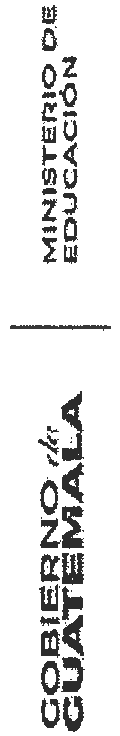 GOBIERNO de
GUATEMALA
MINISTERIO DE
EDUCACIÓN